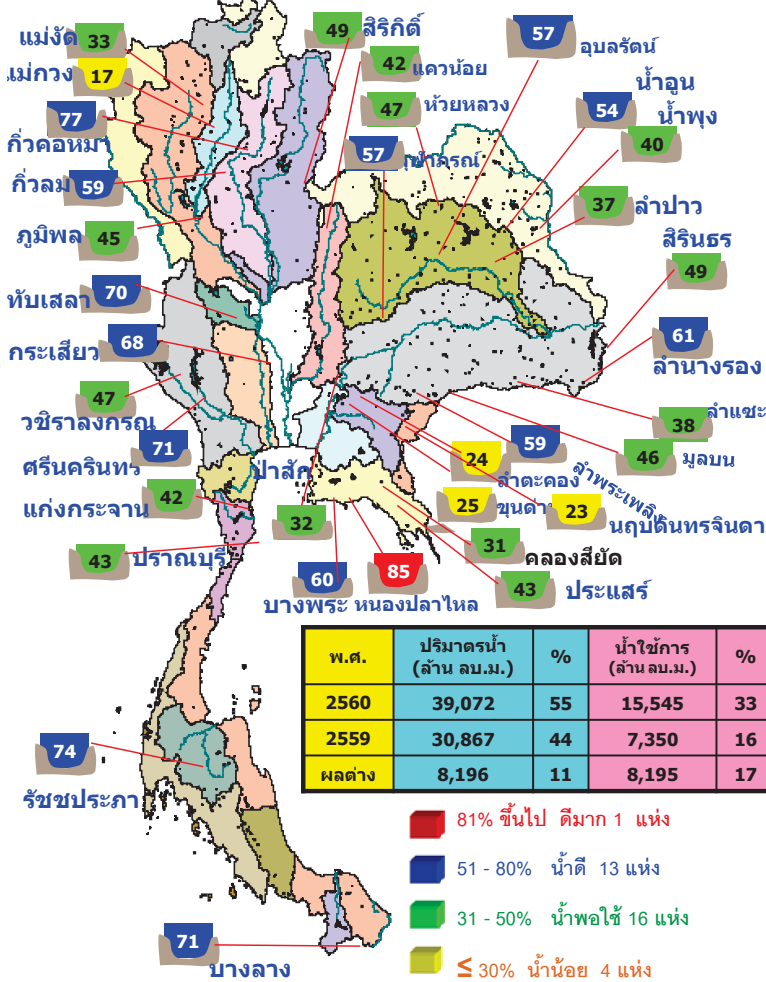 สิริกิติ์
49
แม่งัด
33
57
อุบลรัตน์
42
แควน้อย
แม่กวง
17
น้ำอูน
47
ห้วยหลวง
54
น้ำพุง
77
40
กิ่วคอหมา
57
กิ่วลม
59
37
ลำปาว
ภูมิพล
45
สิรินธร
49
ทับเสลา
70
กระเสียว
68
61
ลำนางรอง
47
วชิราลงกรณ
38
ลำแซะ
71
59
46
มูลบน
ศรีนครินทร์
ป่าสัก
24
ลำตะคอง
ลำพระเพลิง
แก่งกระจาน
42
25
ขุนด่าน
23
นฤบดินทรจินดา
32
43
ปราณบุรี
31
คลองสียัด
60
85
43
ประแสร์
บางพระ
หนองปลาไหล
พ.ศ. ปริมาตรน้ำ (ล้าน ลบ.ม.) % น้ำใช้การ (ล้าน ลบ.ม.) %
2560 39,072 55 15,545 33
2559 30,867 44 7,350 16
ผลต่าง 8,196 11 8,195 17
74
รัชชประภา
81% ขึ้นไป ดีมาก 1 แห่ง
51 - 80% น้ำดี 13 แห่ง
31 - 50% น้ำพอใช้ 16 แห่ง
≤ 30% น้ำน้อย 4 แห่ง
71
บางลาง